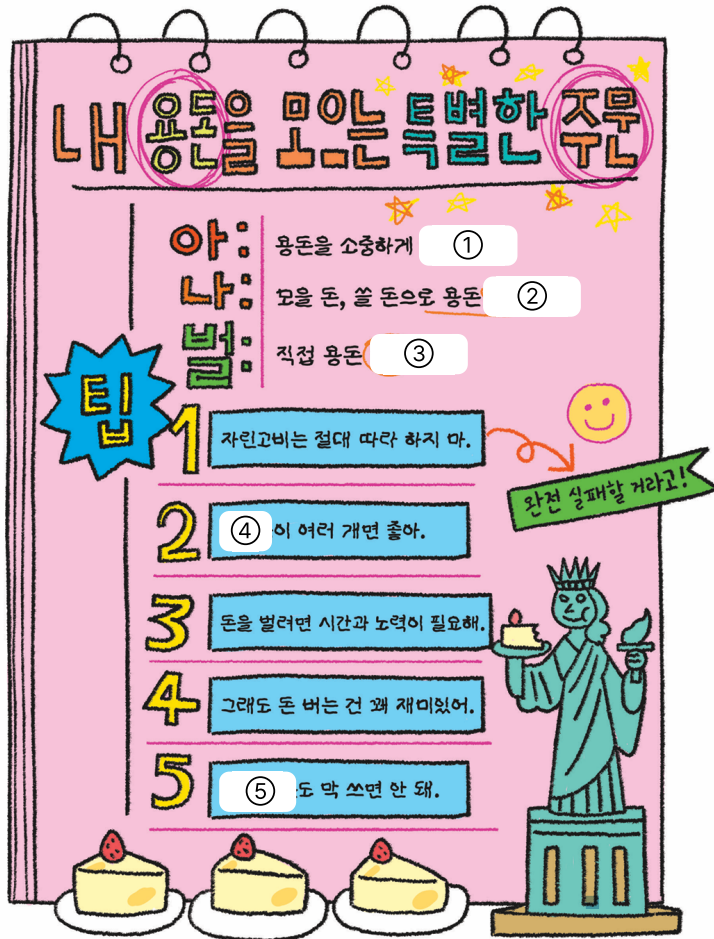 내 용돈을 모으는 특별한 주문
아: 용돈을 소중하게 ①
나: 모을 돈, 쓸 돈으로 용돈 ②
벌: 직접 용돈 ③
팁
1 자린고비는 절대 따라 하지 마.
완전 실패할 거라고!
2 ④이 여러 개면 좋아.
3 돈을 벌려면 시간과 노력이 필요해.
4 그래도 돈 버는 건 꽤 재미있어.
5 ⑤도 막 쓰면 안 돼.